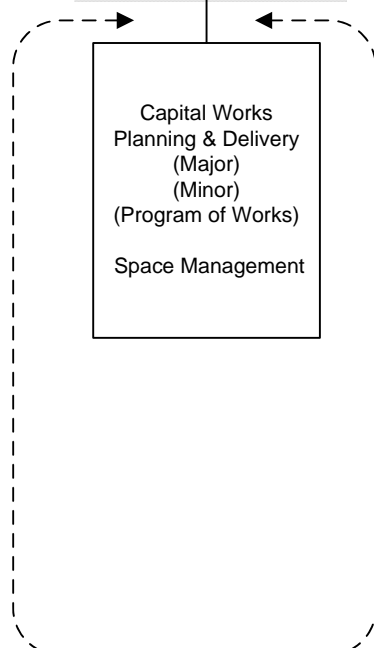 Capital Works
Planning & Delivery
(Major)
(Minor)
(Program of Works)
Space Management